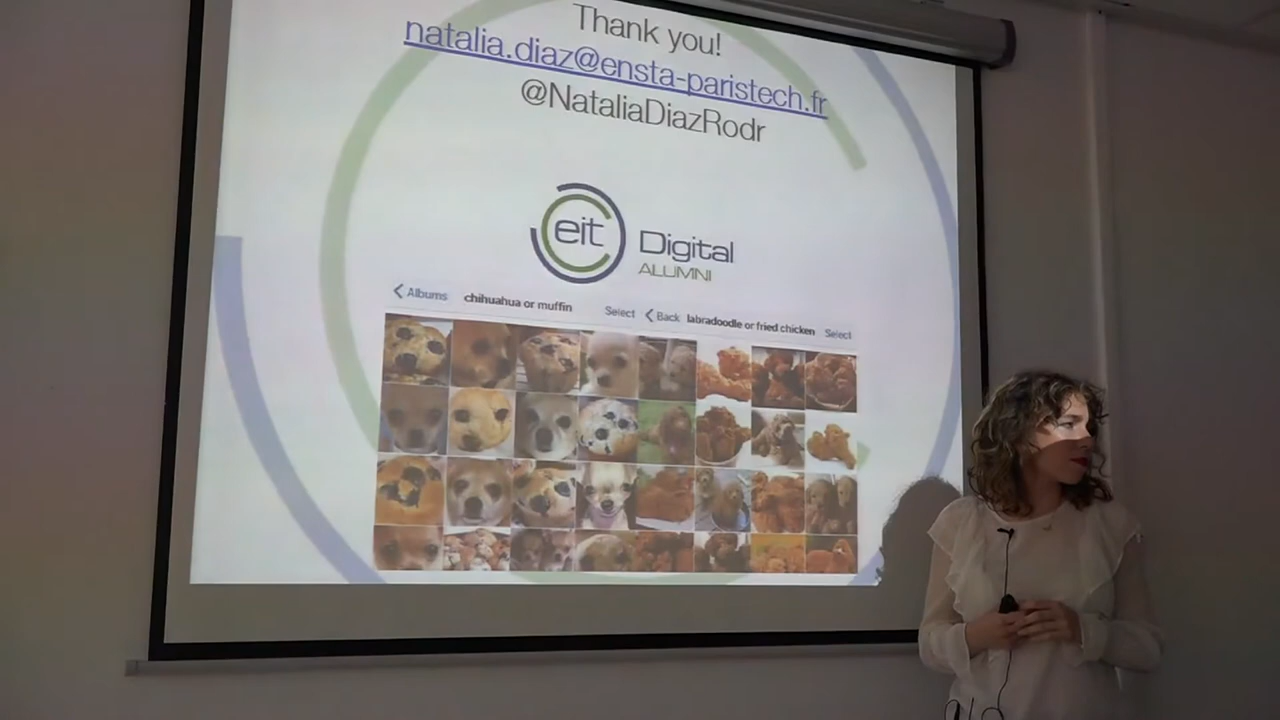 Thank you!
natalia.diaz@ensta-paristech.fr
@NataliaDiazRodr
eit Digital
ALUMNI
Albums chihuahua or muffin Select Back labradoodle or fried chicken Select